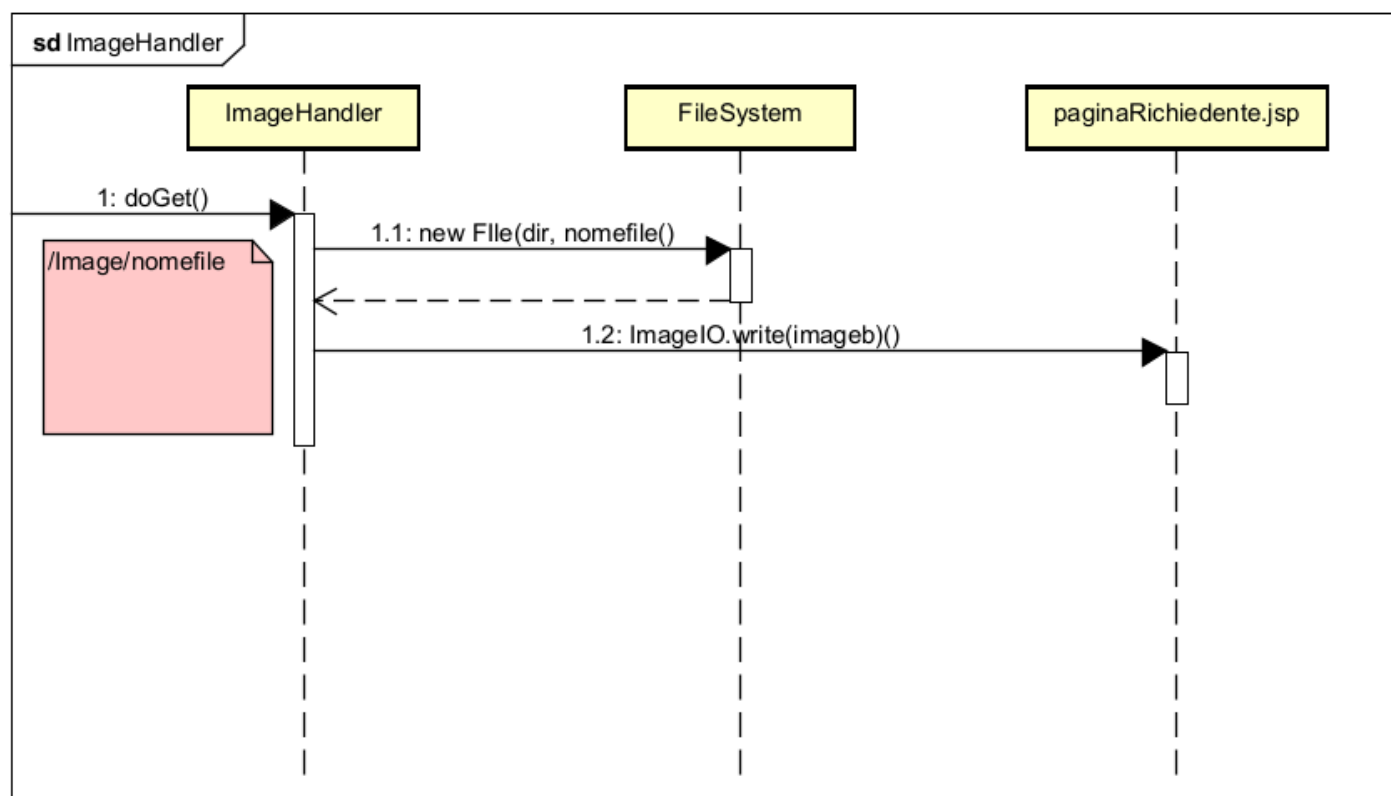 sd ImageHandler
ImageHandler
FileSystem
paginaRichiedente.jsp
1: doGet()
1.1: new FIle(dir, nomefile()
/Image/nomefile
1.2: ImageIO.write(imageb)()